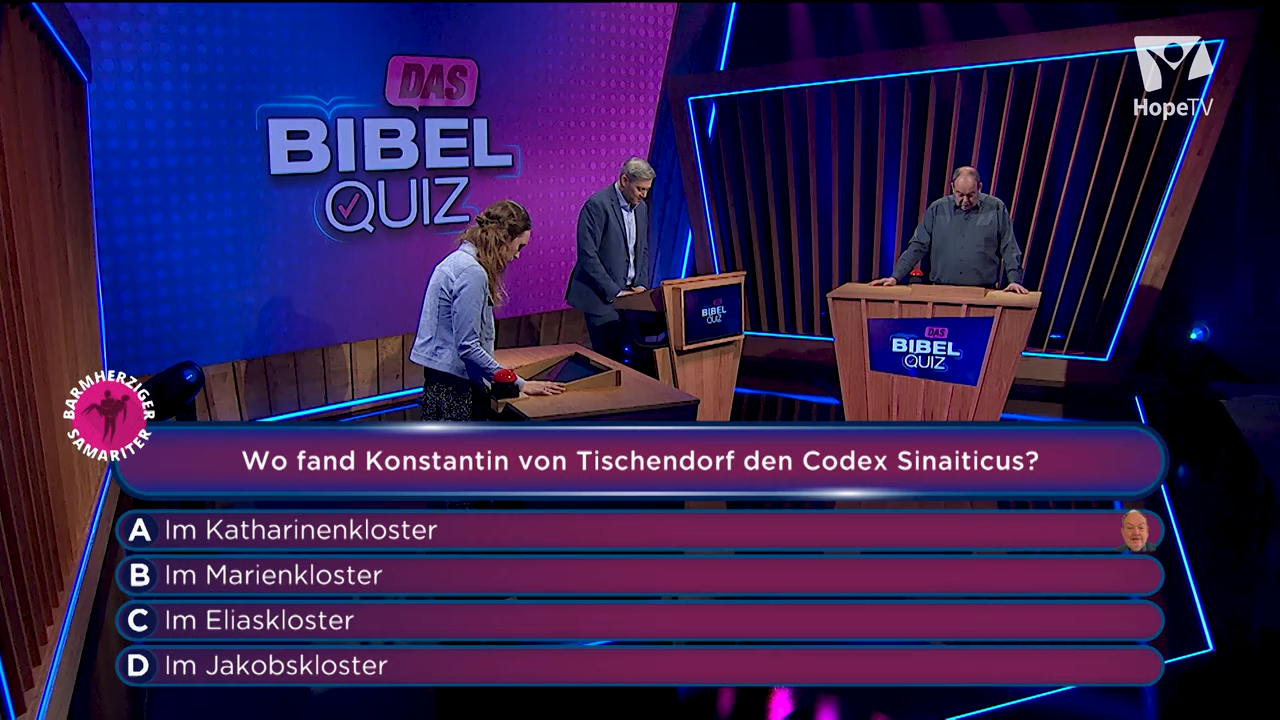 DAS
BIBEL
QUIZ
HopeTV
DAS
BIBEL
QUIZ
DAS
BIBEL
QUIZ
BARMHERZIGER
SAMARITER
Wo fand Konstantin von Tischendorf den Codex Sinaiticus?
A Im Katharinenkloster
B Im Marienkloster
C Im Eliaskloster
D Im Jakobskloster